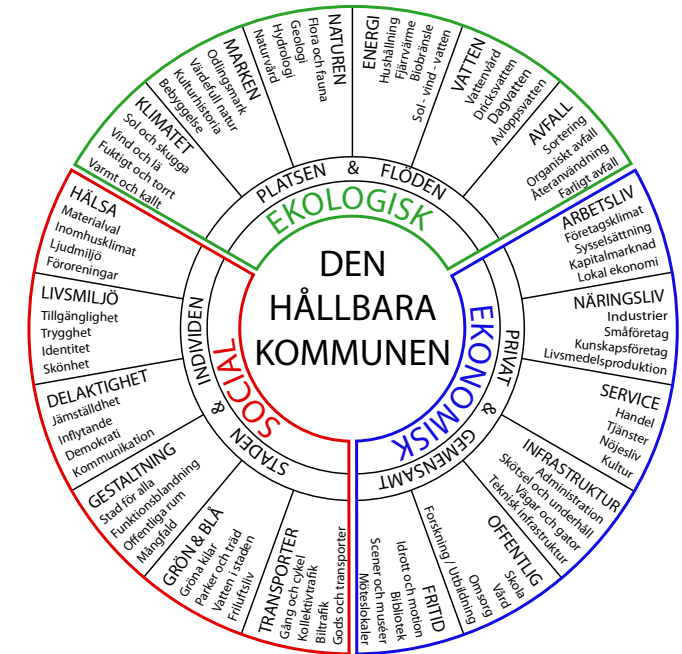 DEN
HÅLLBARA
KOMMUNEN
EKOLOGISK
PLATSEN & FLÖDEN
KLIMATET
Sol och skugga
Vind och lä
Fuktigt och torrt
Varmt och kallt
MARKEN
Odlingsmark
Värdefull natur
Kulturhistoria
Bebyggelse
NATUREN
Flora och fauna
Geologi
Hydrologi
Naturvård
ENERGI
Hushållning
Fjärrvärme
Biobränsle
Sol - vind - vatten
VATTEN
Vattenvård
Dricksvatten
Dagvatten
Avloppsvatten
AVFALL
Sortering
Organiskt avfall
Återanvändning
Farligt avfall
EKONOMISK
PRIVAT & GEMENSAMT
ARBETSLIV
Företagsklimat
Sysselsättning
Kapitalmarknad
Lokal ekonomi
NÄRINGSLIV
Industrier
Småföretag
Kunskapsföretag
Livsmedelsproduktion
SERVICE
Handel
Tjänster
Nöjesliv
Kultur
INFRASTRUKTUR
Administration
Skötsel och underhåll
Vägar och gator
Teknisk infrastruktur
OFFENTLIG
Skola
Vård
Omsorg
Forskning / Utbildning
FRITID
Idrott och motion
Bibliotek
Scener och muséer
Möteslokaler
SOCIAL
STADEN & INDIVIDEN
TRANSPORTER
Gång och cykel
Kollektivtrafik
Biltrafik
Gods och transporter
GRÖN & BLÅ
Gröna kilar
Parker och träd
Vatten i staden
Friluftsliv
GESTALTNING
Stad för alla
Funktionsblandning
Offentliga rum
Mångfald
DELAKTIGHET
Jämställdhet
Inflytande
Demokrati
Kommunikation
LIVSMILJÖ
Tillgänglighet
Trygghet
Identitet
Skönhet
HÄLSA
Materialval
Inomhusklimat
Ljudmiljö
Föroreningar